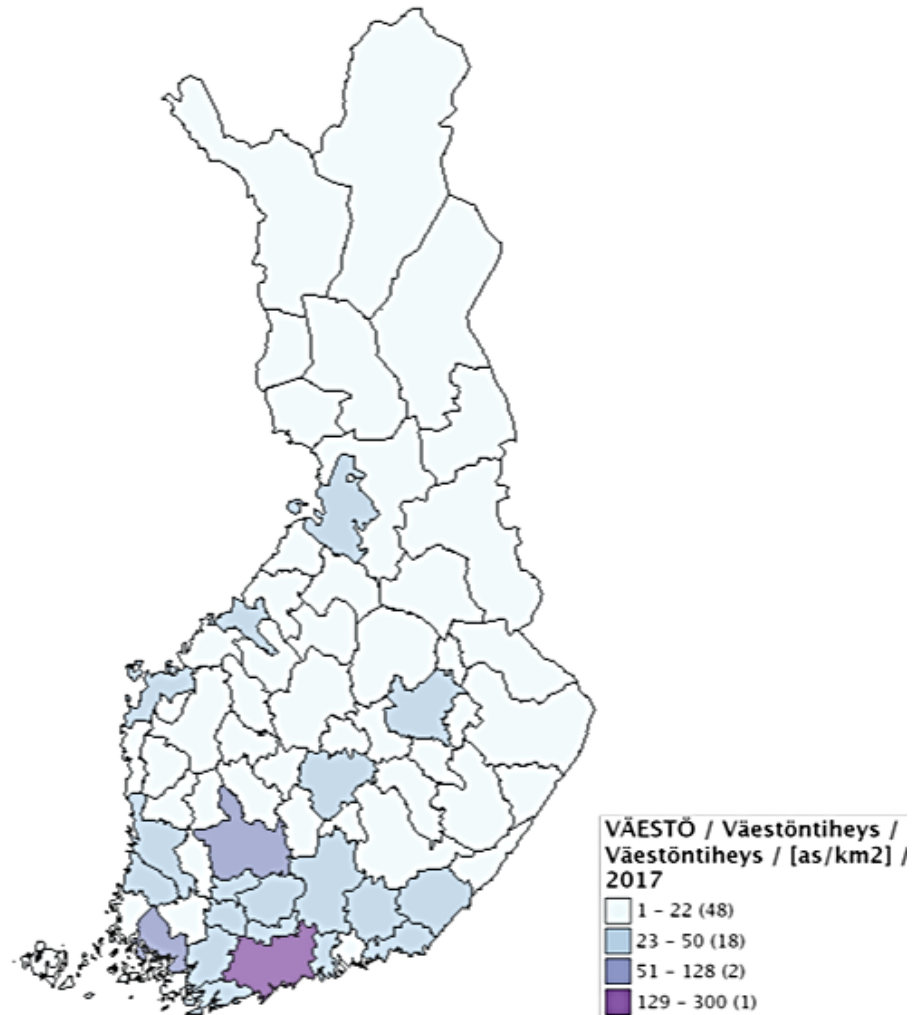 VÄESTÖ / Väestöntiheys /
Väestöntiheys / [as/km2] /
2017
1 – 22 (48)
23 – 50 (18)
51 – 128 (2)
129 – 300 (1)